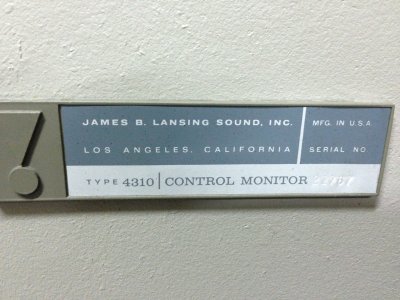 JAMES B. LANSING SOUND, INC. MFG. IN U.S.A.
LOS ANGELES, CALIFORNIA SERIAL NO
TYPE 4310 CONTROL MONITOR